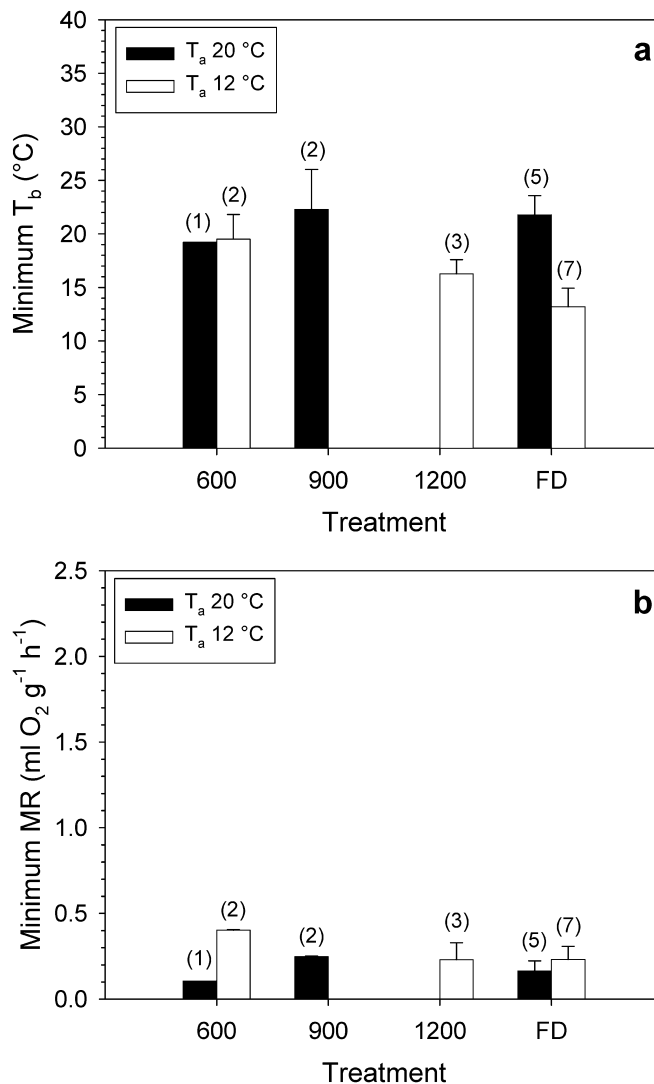 a
T_a 20 °C
T_a 12 °C
Minimum T_b (°C)
40
35
30
25
20
15
10
5
0
(1)
(2)
(2)
(3)
(5)
(7)
600
900
1200
FD
Treatment
b
T_a 20 °C
T_a 12 °C
Minimum MR (ml O₂ g⁻¹ h⁻¹)
2.5
2.0
1.5
1.0
0.5
0.0
(1)
(2)
(2)
(3)
(5)
(7)
600
900
1200
FD
Treatment